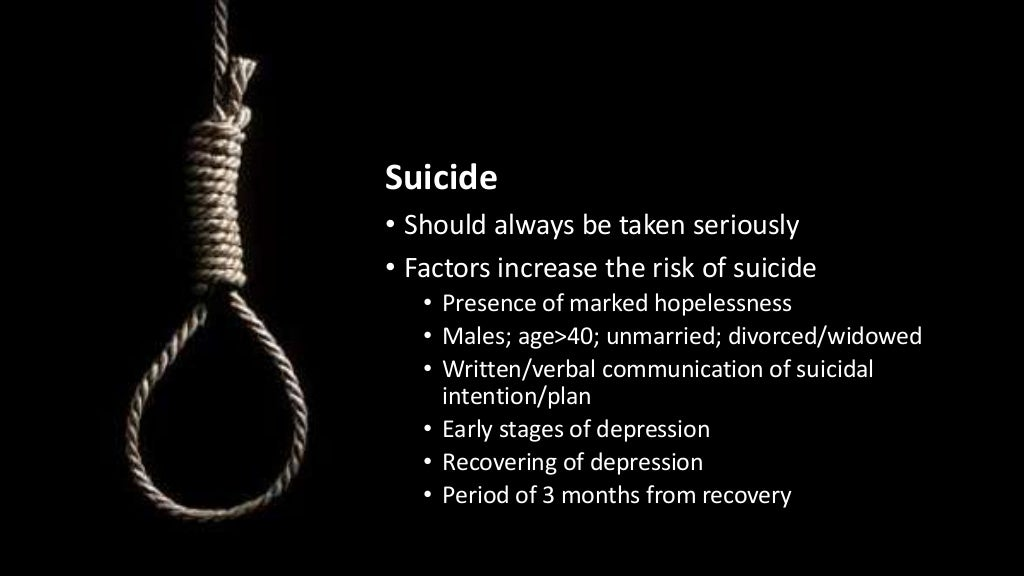 Suicide
• Should always be taken seriously
• Factors increase the risk of suicide
• Presence of marked hopelessness
• Males; age>40; unmarried; divorced/widowed
• Written/verbal communication of suicidal
intention/plan
• Early stages of depression
• Recovering of depression
• Period of 3 months from recovery